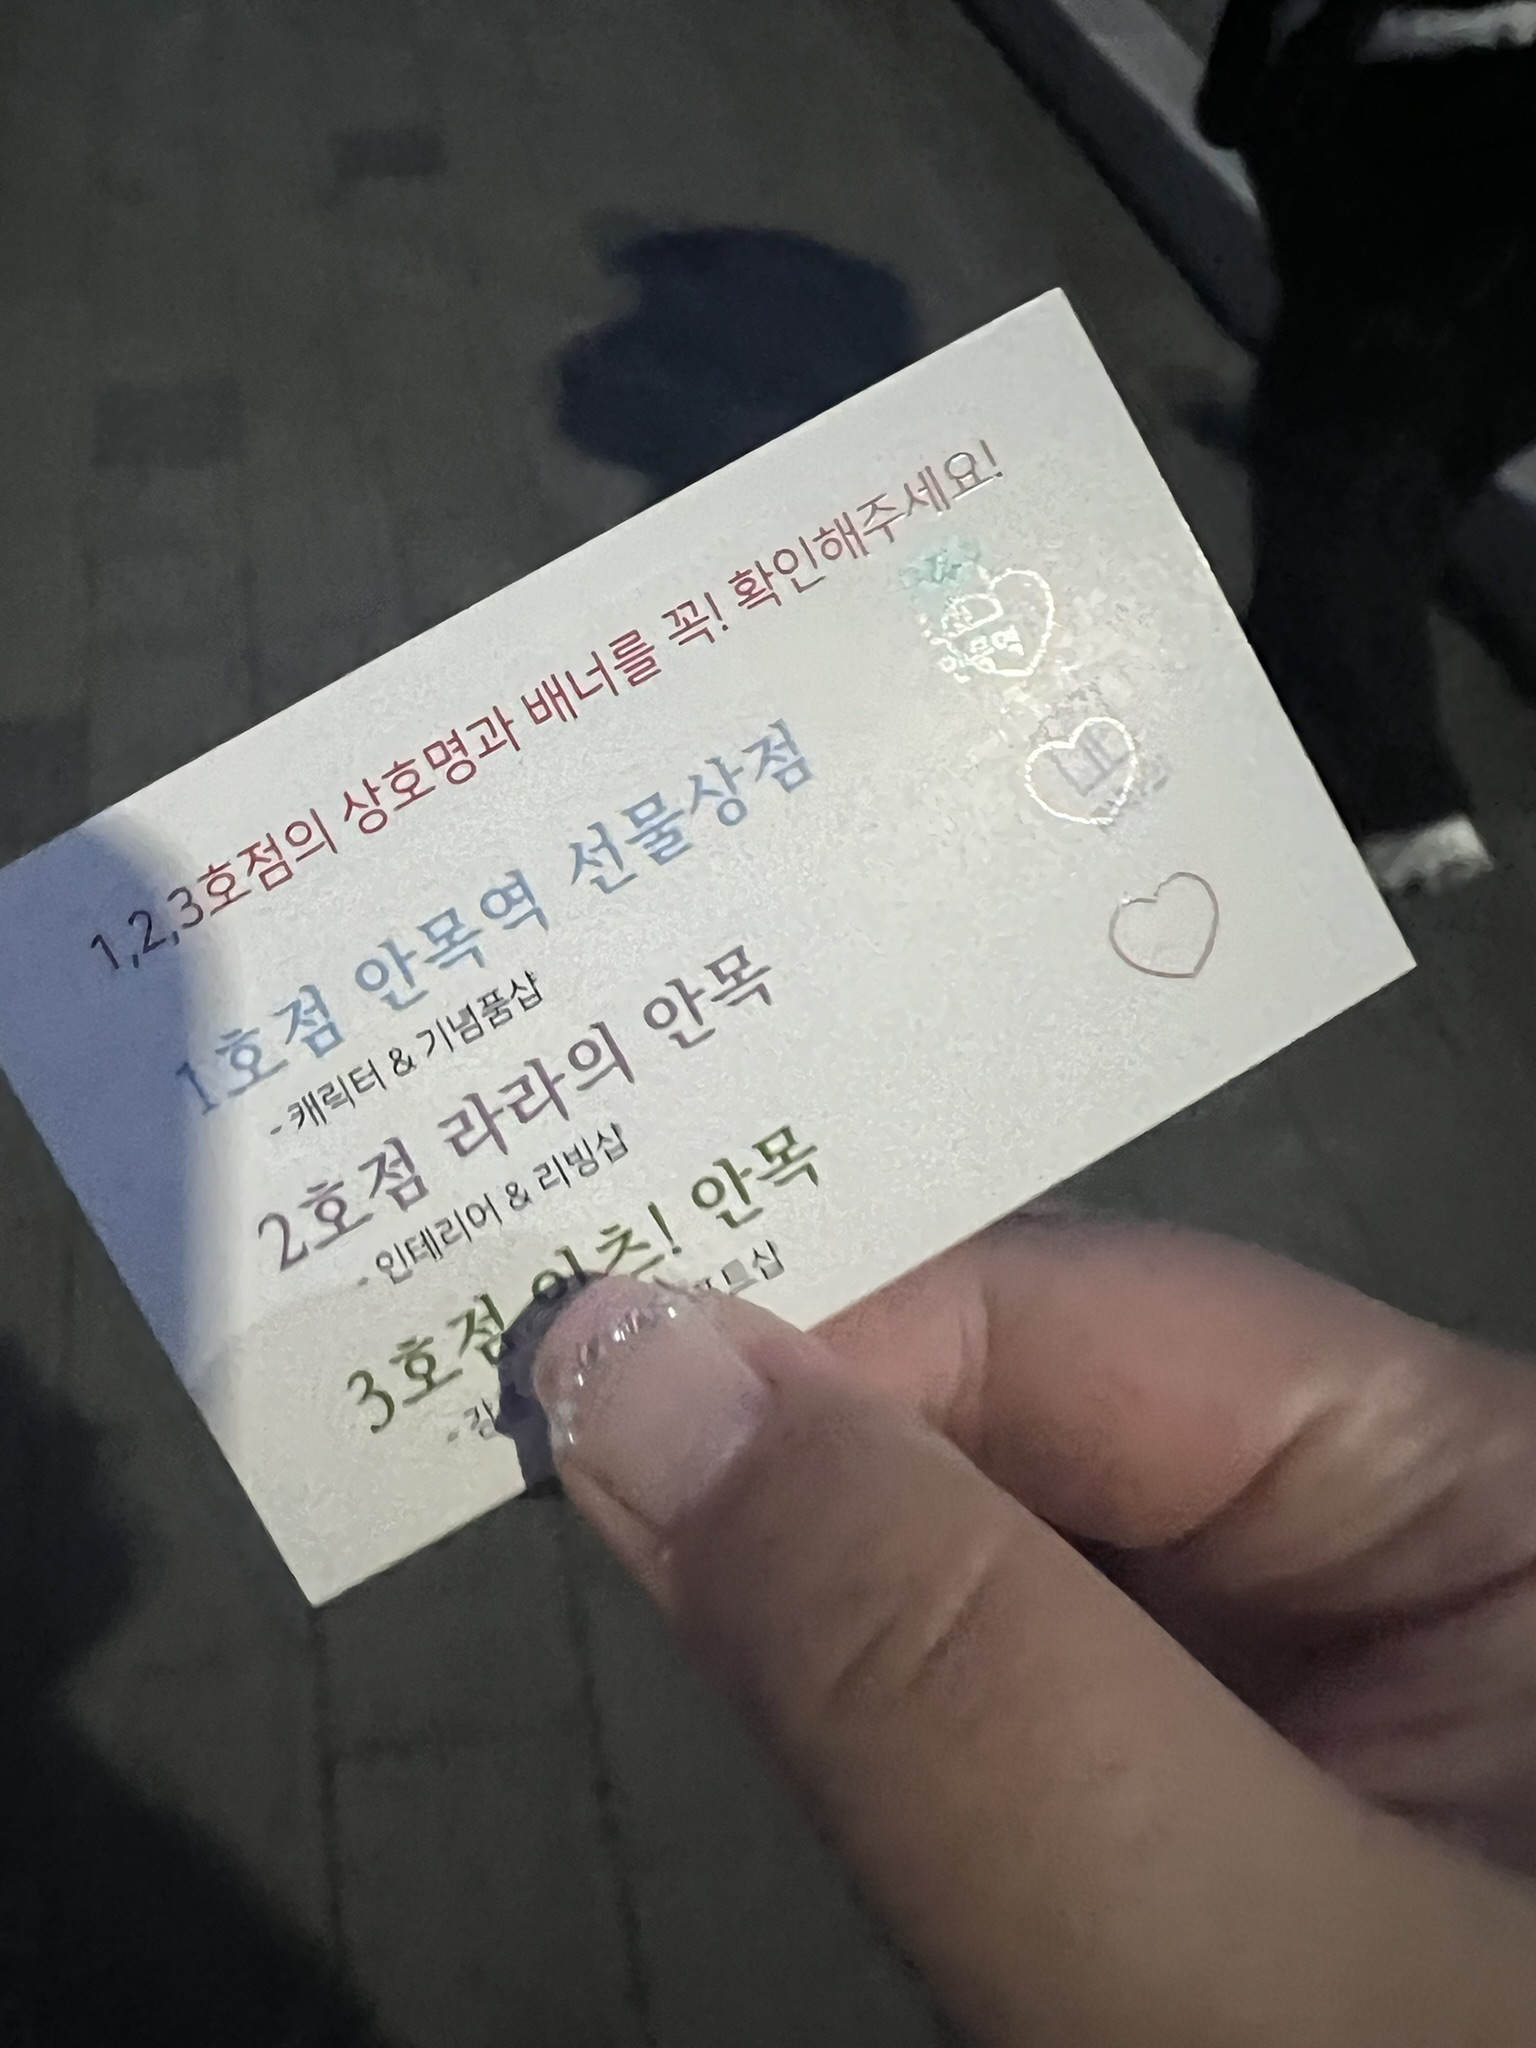 1,2,3호점의 상호명과 배너를 꼭! 확인해주세요!
1호점 안목역 선물상점
- 캐릭터 & 기념품샵
안목역
2호점 라라의 안목
- 인테리어 & 리빙샵
3호점 안목